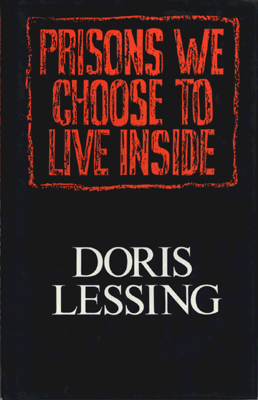 PRISONS WE
CHOOSE TO
LIVE INSIDE
DORIS
LESSING